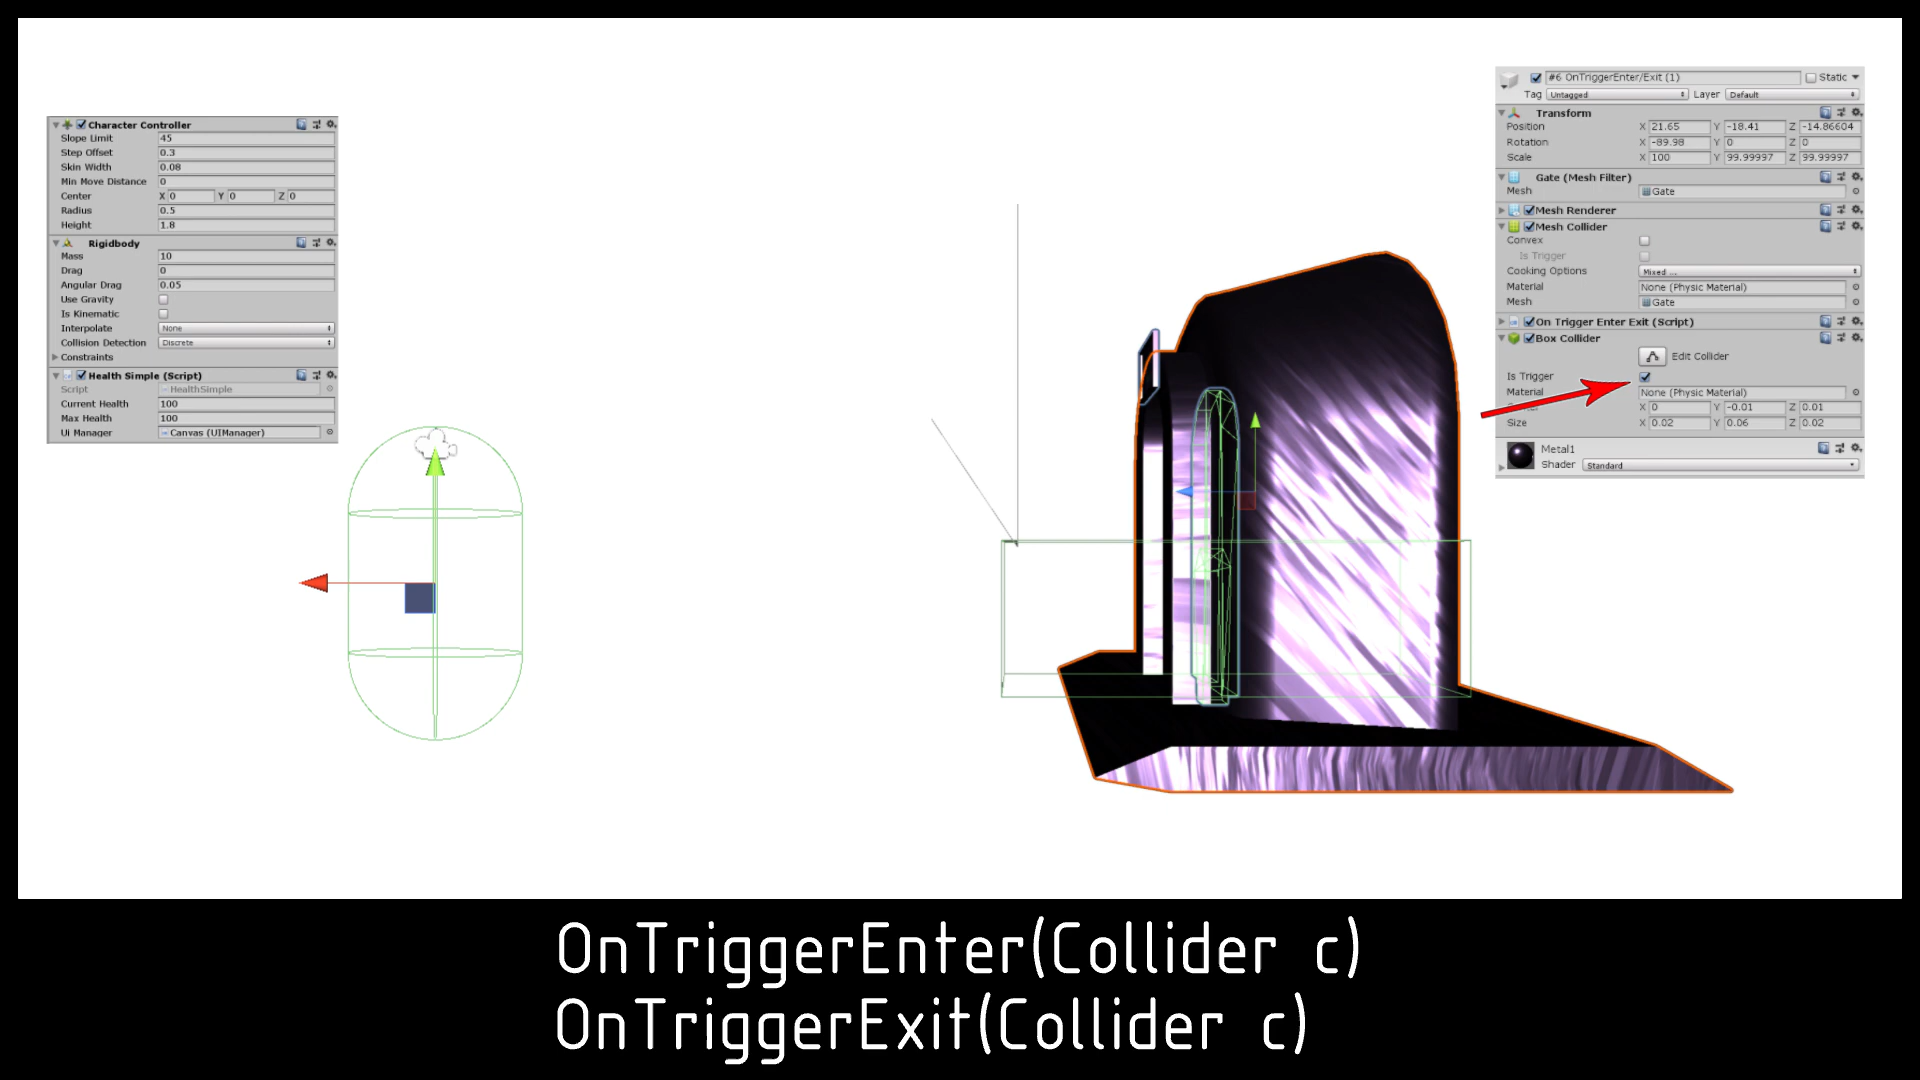 Character Controller
Slope Limit 45
Step Offset 0.3
Skin Width 0.08
Min Move Distance 0
Center X 0 Y 0 Z 0
Radius 0.5
Height 1.8
Rigidbody
Mass 10
Drag 0
Angular Drag 0.05
Use Gravity
Is Kinematic
Interpolate None
Collision Detection Discrete
Constraints
Health Simple (Script)
Script HealthSimple
Current Health 100
Max Health 100
Ui Manager Canvas (UIManager)
#6 OnTriggerEnter/Exit (1) Static
Tag Untagged Layer Default
Transform
Position X 21.65 Y -18.41 Z -14.86604
Rotation X -89.98 Y 0 Z 0
Scale X 100 Y 99.99997 Z 99.99997
Gate (Mesh Filter)
Mesh Gate
Mesh Renderer
Mesh Collider
Convex
Is Trigger
Cooking Options Mixed ...
Material None (Physic Material)
Mesh Gate
On Trigger Enter Exit (Script)
Box Collider
Edit Collider
Is Trigger
Material None (Physic Material)
X 0 Y -0.01 Z 0.01
Size X 0.02 Y 0.06 Z 0.02
Metal1
Shader Standard
OnTriggerEnter(Collider c)
OnTriggerExit(Collider c)